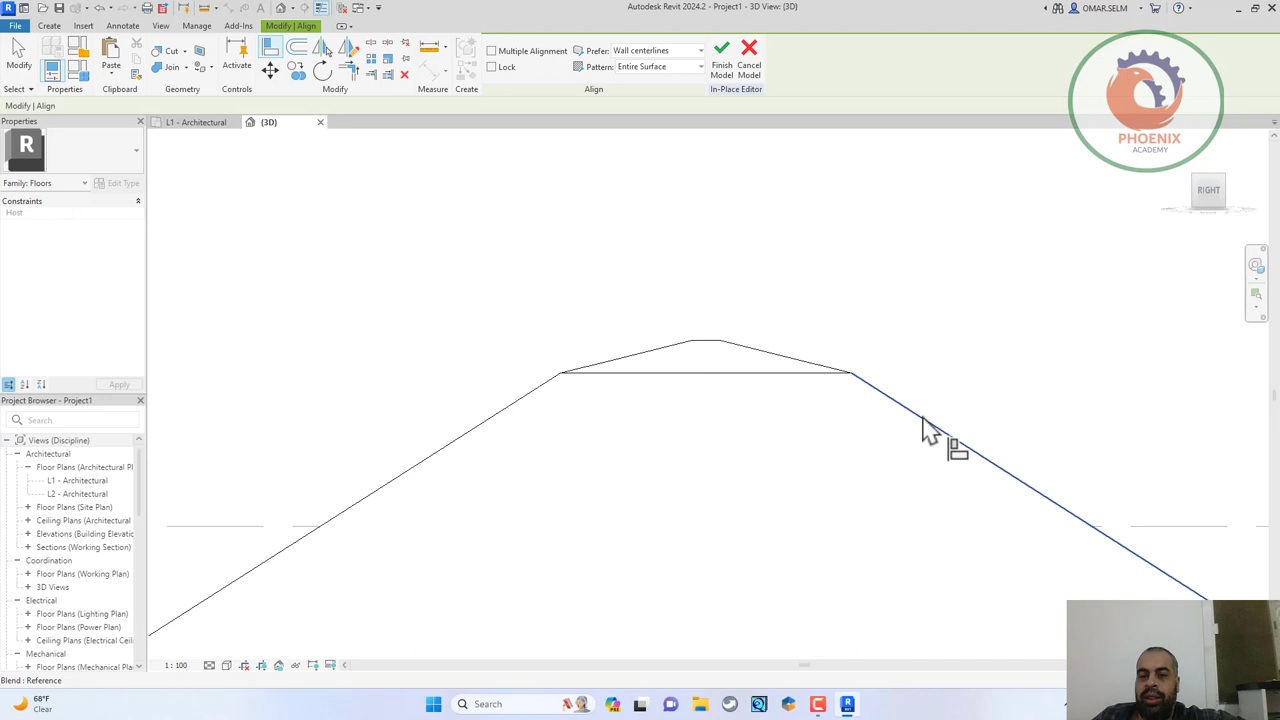 Autodesk Revit 2024.2 - Project1 - 3D View: {3D}
OMAR.SELM
File Create Insert Annotate View Manage Add-Ins Modify | Align
Modify
Select
Properties
Paste
Clipboard
Cut
Join
Geometry
Activate
Controls
Modify
Measure
Create
Multiple Alignment
Lock
Prefer: Wall centerlines
Pattern: Entire Surface
Align
Finish Model
Cancel Model
In-Place Editor
Modify | Align
PHOENIX
ACADEMY
Properties
L1 - Architectural
{3D}
R
Family: Floors
Edit Type
Constraints
Host
RIGHT
Apply
Project Browser - Project1
Search
Views (Discipline)
Architectural
Floor Plans (Architectural Pl
L1 - Architectural
L2 - Architectural
Floor Plans (Site Plan)
Ceiling Plans (Architectural
Elevations (Building Elevatio
Sections (Working Section)
Coordination
Floor Plans (Working Plan)
3D Views
Electrical
Floor Plans (Lighting Plan)
Floor Plans (Power Plan)
Ceiling Plans (Electrical Ceili
Mechanical
Floor Plans (Mechanical Plan
1 : 100
Blend : Reference
68°F
Clear
Search